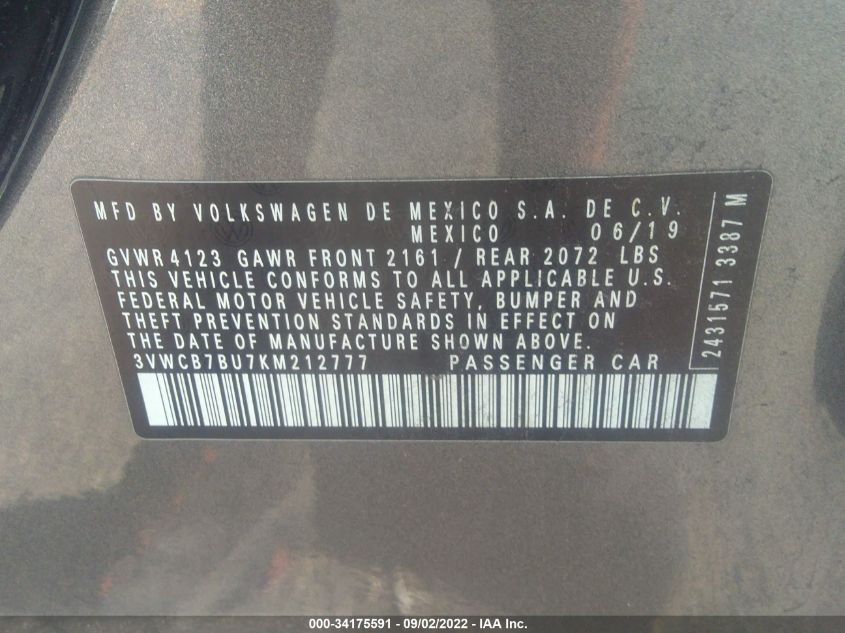 MFD BY VOLKSWAGEN DE MEXICO S.A. DE C.V.
MEXICO 06/19
GVWR 4123 GAWR FRONT 2161 / REAR 2072 LBS
THIS VEHICLE CONFORMS TO ALL APPLICABLE U.S.
FEDERAL MOTOR VEHICLE SAFETY, BUMPER AND
THEFT PREVENTION STANDARDS IN EFFECT ON
THE DATE OF MANUFACTURE SHOWN ABOVE.
3VWCB7BU7KM212777 PASSENGER CAR
2431571 3387 M
000-34175591 - 09/02/2022 - IAA Inc.